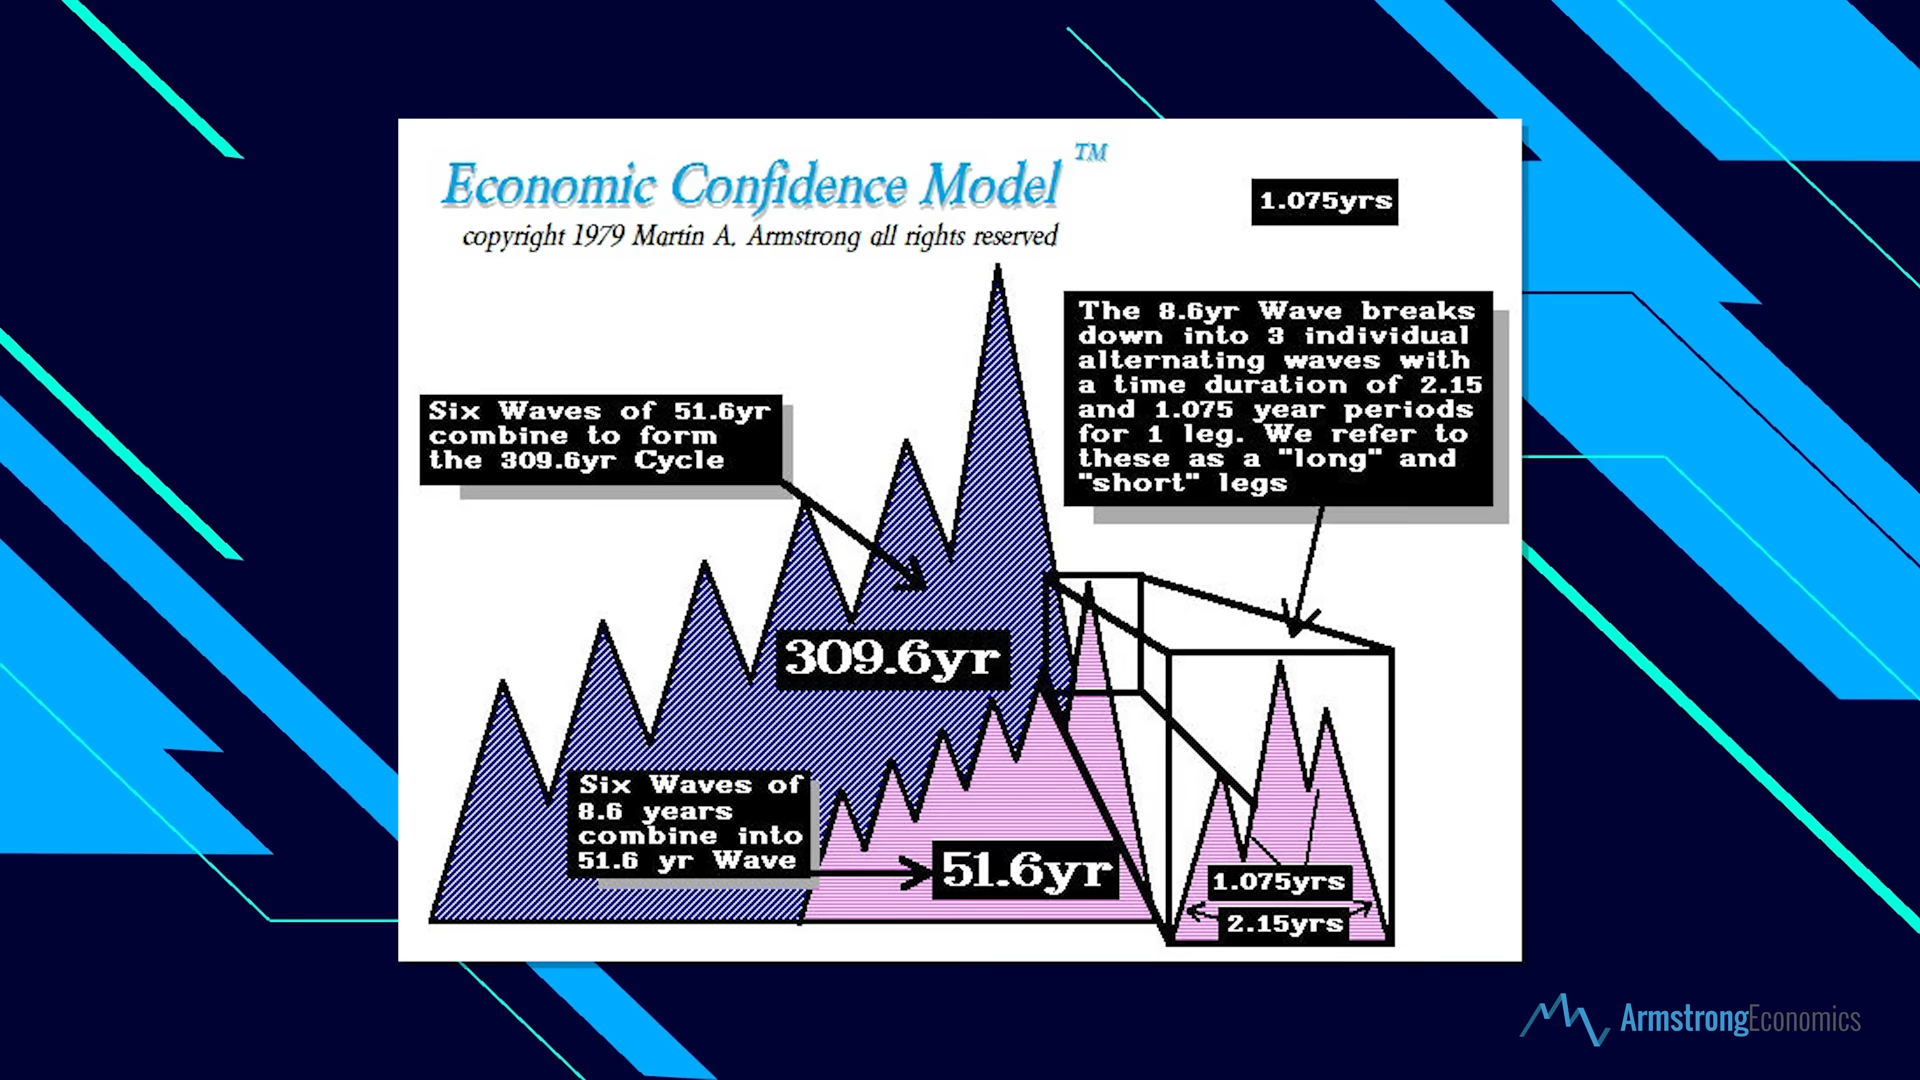 Economic Confidence Model TM
copyright 1979 Martin A. Armstrong all rights reserved
1.075yrs
The 8.6yr Wave breaks
down into 3 individual
alternating waves with
a time duration of 2.15
and 1.075 year periods
for 1 leg. We refer to
these as a "long" and
"short" legs
Six Waves of 51.6yr
combine to form
the 309.6yr Cycle
309.6yr
Six Waves of
8.6 years
combine into
51.6 yr Wave
51.6yr
1.075yrs
2.15yrs
ArmstrongEconomics